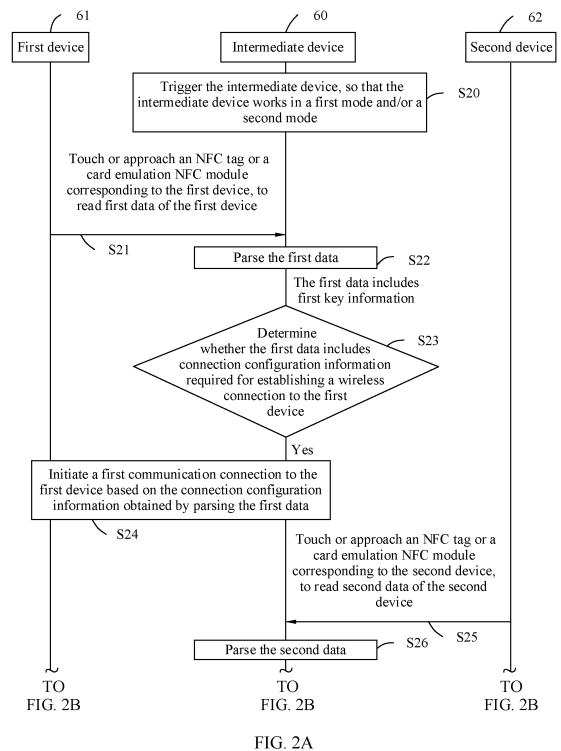 61
60
62
First device
Intermediate device
Second device
Trigger the intermediate device, so that the
intermediate device works in a first mode and/or a
second mode
S20
Touch or approach an NFC tag or a
card emulation NFC module
corresponding to the first device, to
read first data of the first device
S21
Parse the first data
S22
The first data includes
first key information
Determine
whether the first data includes
connection configuration information
required for establishing a wireless
connection to the first
device
S23
Yes
Initiate a first communication connection to the
first device based on the connection configuration
information obtained by parsing the first data
S24
Touch or approach an NFC tag or a
card emulation NFC module
corresponding to the second device,
to read second data of the second
device
S25
Parse the second data
S26
TO
FIG. 2B
TO
FIG. 2B
TO
FIG. 2B
FIG. 2A